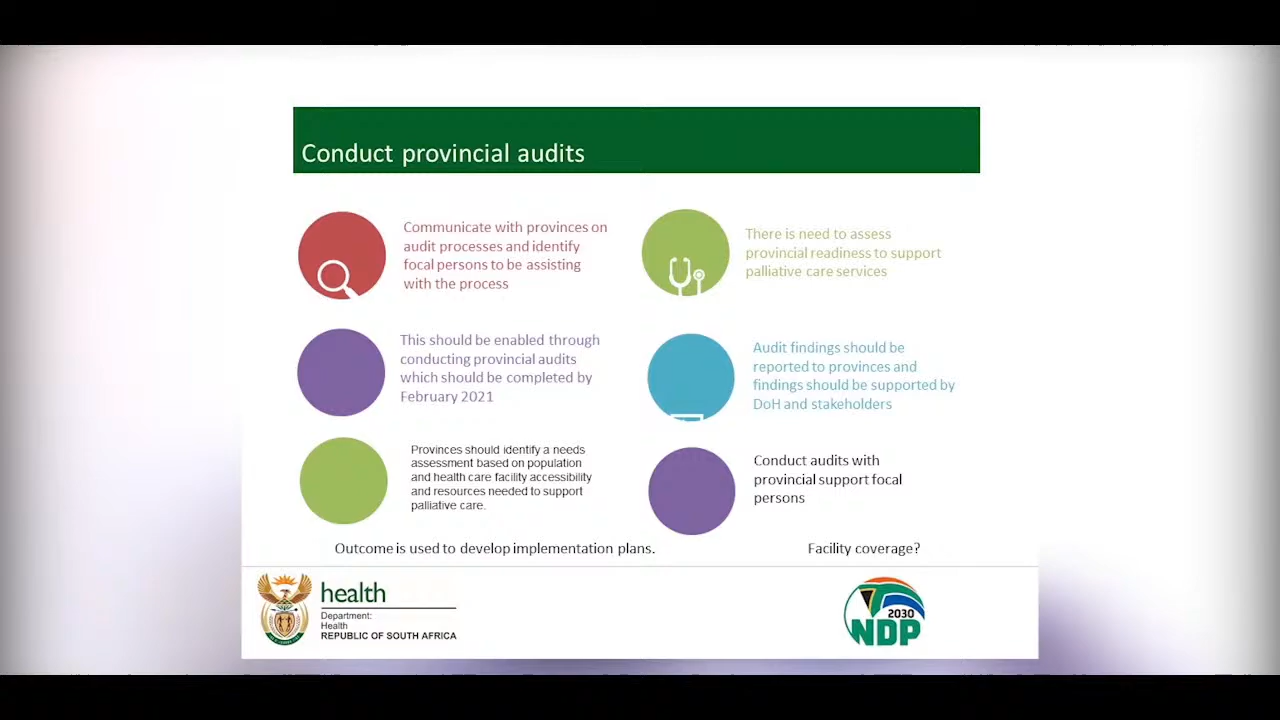 Conduct provincial audits
Communicate with provinces on
audit processes and identify
focal persons to be assisting
with the process
There is need to assess
provincial readiness to support
palliative care services
This should be enabled through
conducting provincial audits
which should be completed by
February 2021
Audit findings should be
reported to provinces and
findings should be supported by
DoH and stakeholders
Provinces should identify a needs
assessment based on population
and health care facility accessibility
and resources needed to support
palliative care.
Conduct audits with
provincial support focal
persons
Outcome is used to develop implementation plans.
Facility coverage?
health
Department:
Health
REPUBLIC OF SOUTH AFRICA
2030
NDP